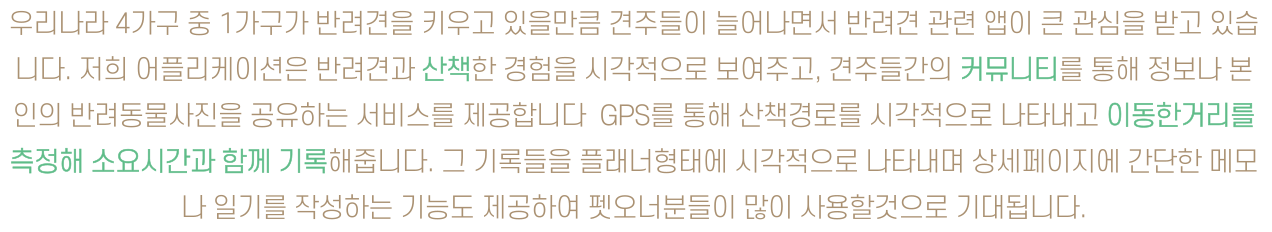 우리나라 4가구 중 1가구가 반려견을 키우고 있을만큼 견주들이 늘어나면서 반려견 관련 앱이 큰 관심을 받고 있습
니다. 저희 어플리케이션은 반려견과 산책한 경험을 시각적으로 보여주고, 견주들간의 커뮤니티를 통해 정보나 본
인의 반려동물사진을 공유하는 서비스를 제공합니다 GPS를 통해 산책경로를 시각적으로 나타내고 이동한거리를
측정해 소요시간과 함께 기록해줍니다. 그 기록들을 플래너형태에 시각적으로 나타내며 상세페이지에 간단한 메모
나 일기를 작성하는 기능도 제공하여 펫오너분들이 많이 사용할것으로 기대됩니다.